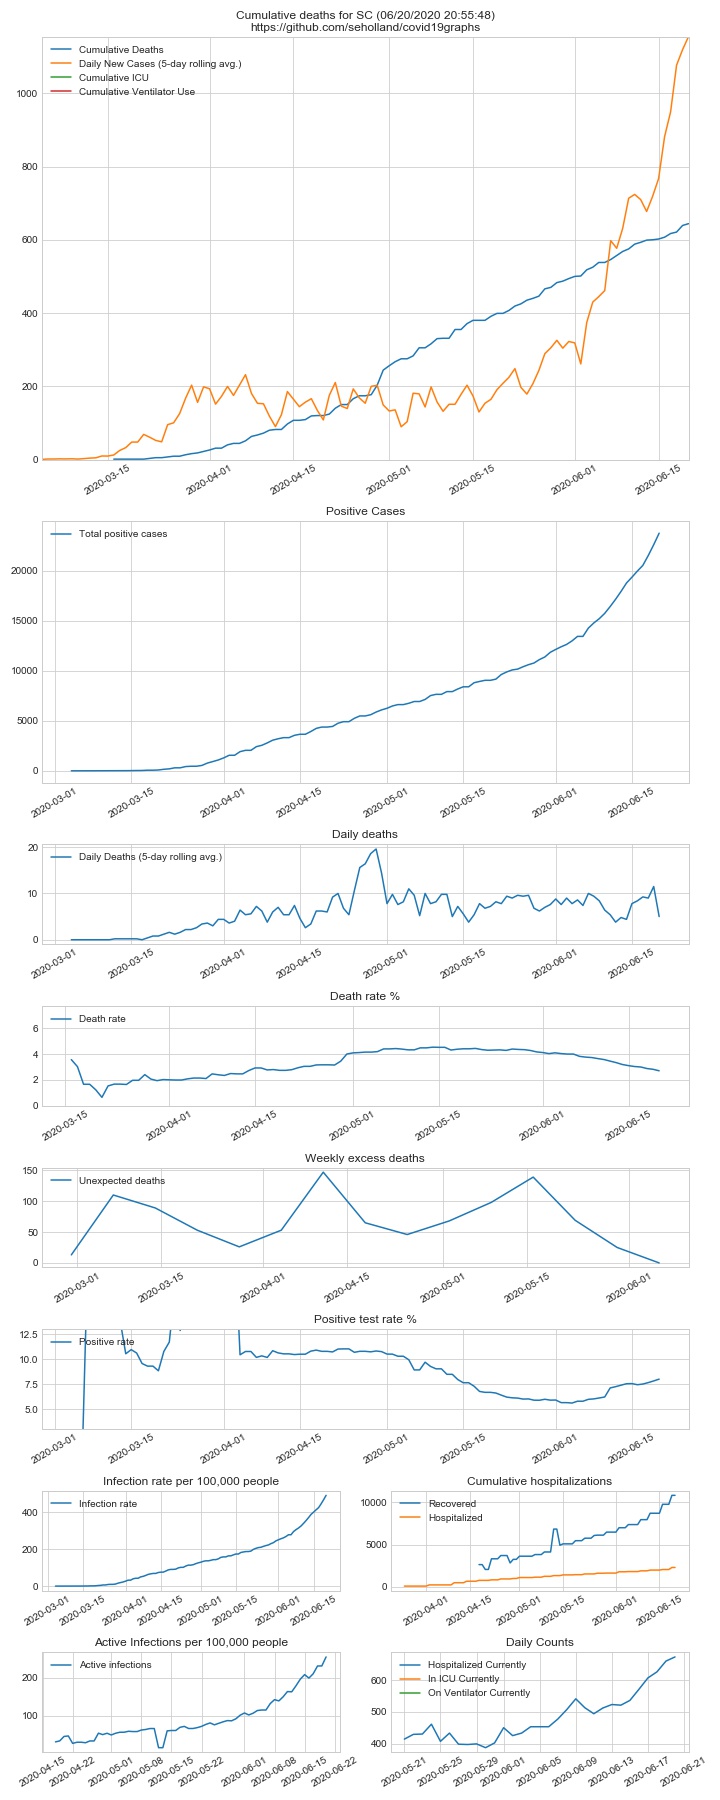 Cumulative deaths for SC (06/20/2020 20:55:48)
https://github.com/seholland/covid19graphs
Cumulative Deaths
Daily New Cases (5-day rolling avg.)
Cumulative ICU
Cumulative Ventilator Use
1000
800
600
400
200
0
2020-03-15 2020-04-01 2020-04-15 2020-05-01 2020-05-15 2020-06-01 2020-06-15
Positive Cases
Total positive cases
20000
15000
10000
5000
0
2020-03-01 2020-03-15 2020-04-01 2020-04-15 2020-05-01 2020-05-15 2020-06-01 2020-06-15
Daily deaths
Daily Deaths (5-day rolling avg.)
20
10
0
2020-03-01 2020-03-15 2020-04-01 2020-04-15 2020-05-01 2020-05-15 2020-06-01 2020-06-15
Death rate %
Death rate
6
4
2
0
2020-03-15 2020-04-01 2020-04-15 2020-05-01 2020-05-15 2020-06-01 2020-06-15
Weekly excess deaths
Unexpected deaths
150
100
50
0
2020-03-01 2020-03-15 2020-04-01 2020-04-15 2020-05-01 2020-05-15 2020-06-01
Positive test rate %
Positive rate
12.5
10.0
7.5
5.0
2020-03-01 2020-03-15 2020-04-01 2020-04-15 2020-05-01 2020-05-15 2020-06-01 2020-06-15
Infection rate per 100,000 people
Infection rate
400
200
0
2020-03-01 2020-03-15 2020-04-01 2020-04-15 2020-05-01 2020-05-15 2020-06-01 2020-06-15
Cumulative hospitalizations
Recovered
Hospitalized
10000
5000
0
2020-04-01 2020-04-15 2020-05-01 2020-05-15 2020-06-01 2020-06-15
Active Infections per 100,000 people
Active infections
200
100
2020-04-15 2020-04-22 2020-05-01 2020-05-08 2020-05-15 2020-05-22 2020-06-01 2020-06-08 2020-06-15 2020-06-22
Daily Counts
Hospitalized Currently
In ICU Currently
On Ventilator Currently
600
500
400
2020-05-21 2020-05-25 2020-05-29 2020-06-01 2020-06-05 2020-06-09 2020-06-13 2020-06-17 2020-06-21